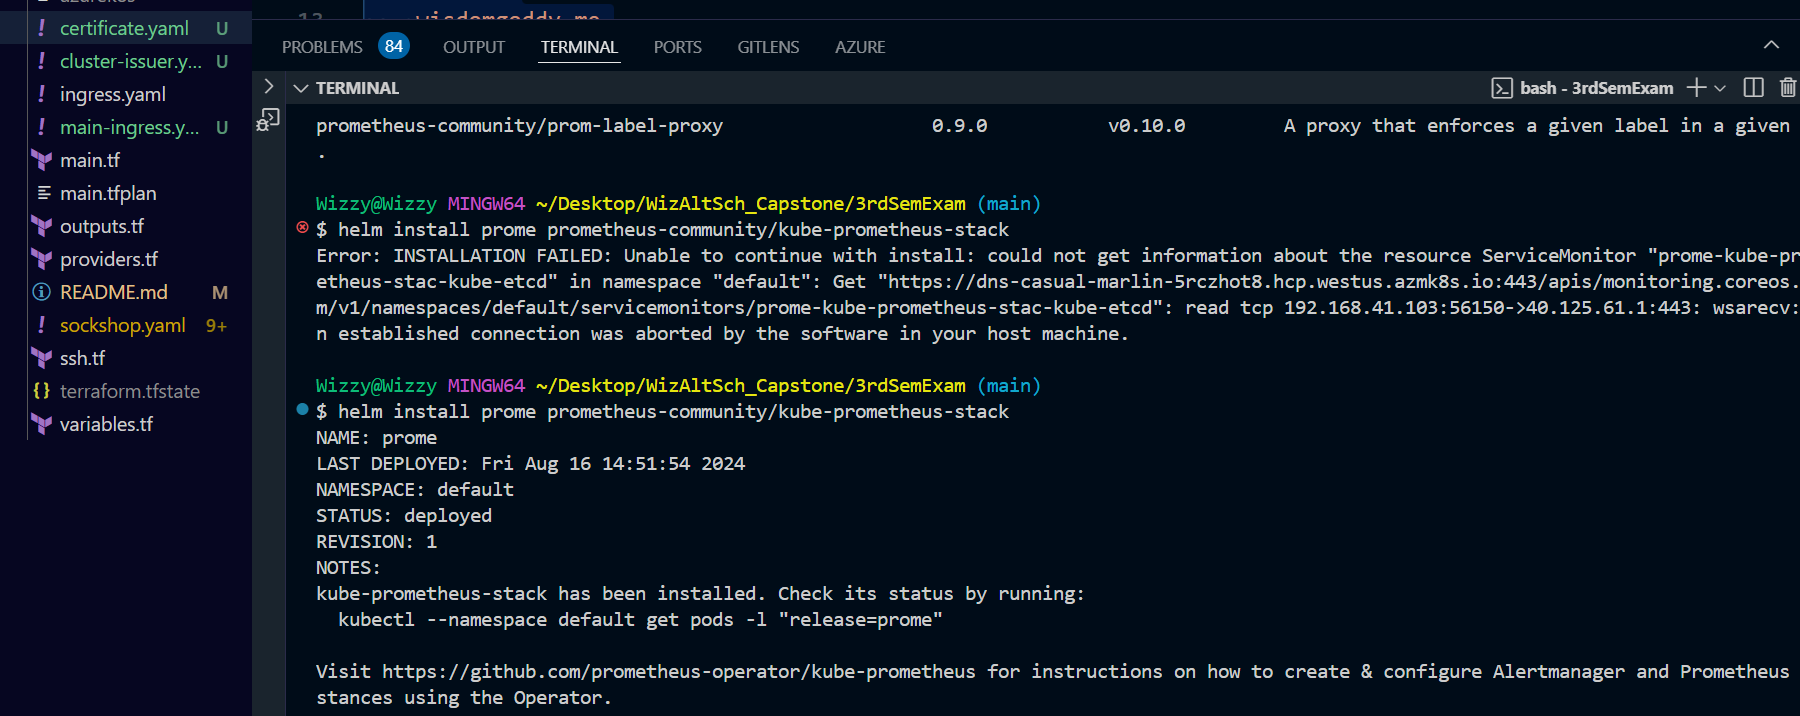 certificate.yaml U
cluster-issuer.y... U
ingress.yaml
main-ingress.y... U
main.tf
main.tfplan
outputs.tf
providers.tf
README.md M
sockshop.yaml 9+
ssh.tf
terraform.tfstate
variables.tf
PROBLEMS 84 OUTPUT TERMINAL PORTS GITLENS AZURE
TERMINAL
bash - 3rdSemExam
prometheus-community/prom-label-proxy 0.9.0 v0.10.0 A proxy that enforces a given label in a given
.
Wizzy@Wizzy MINGW64 ~/Desktop/WizAltSch_Capstone/3rdSemExam (main)
$ helm install prome prometheus-community/kube-prometheus-stack
Error: INSTALLATION FAILED: Unable to continue with install: could not get information about the resource ServiceMonitor "prome-kube-pr
etheus-stac-kube-etcd" in namespace "default": Get "https://dns-casual-marlin-5rczhot8.hcp.westus.azmk8s.io:443/apis/monitoring.coreos.
m/v1/namespaces/default/servicemonitors/prome-kube-prometheus-stac-kube-etcd": read tcp 192.168.41.103:56150->40.125.61.1:443: wsarecv:
n established connection was aborted by the software in your host machine.
Wizzy@Wizzy MINGW64 ~/Desktop/WizAltSch_Capstone/3rdSemExam (main)
$ helm install prome prometheus-community/kube-prometheus-stack
NAME: prome
LAST DEPLOYED: Fri Aug 16 14:51:54 2024
NAMESPACE: default
STATUS: deployed
REVISION: 1
NOTES:
kube-prometheus-stack has been installed. Check its status by running:
kubectl --namespace default get pods -l "release=prome"
Visit https://github.com/prometheus-operator/kube-prometheus for instructions on how to create & configure Alertmanager and Prometheus
stances using the Operator.